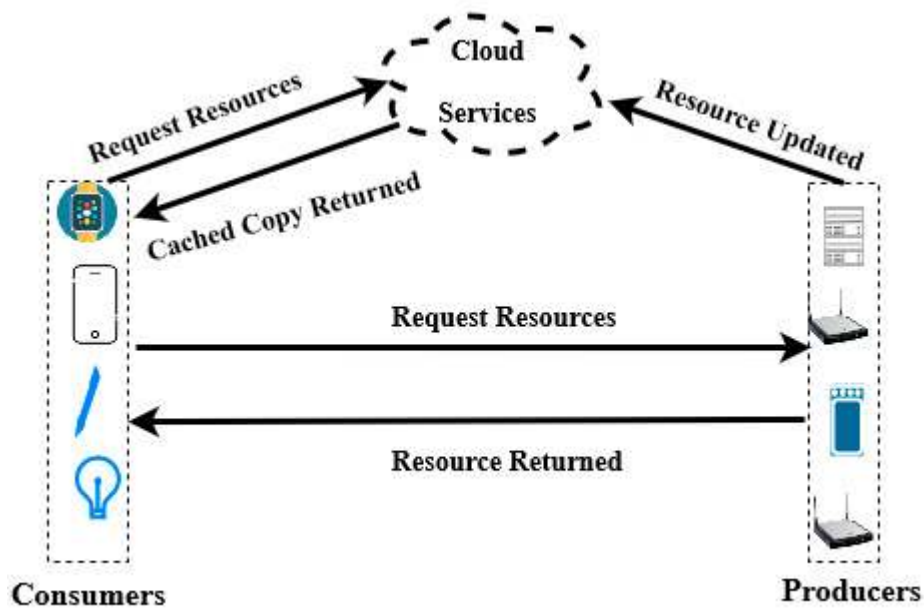 Cloud
Services
Request Resources
Resource Updated
Cached Copy Returned
Request Resources
Resource Returned
Consumers
Producers